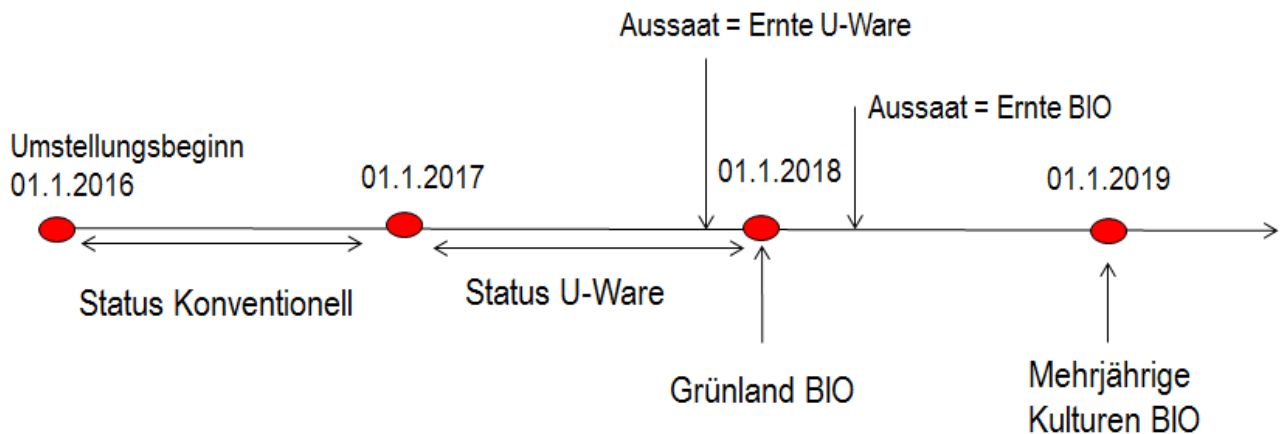 Aussaat = Ernte U-Ware
Aussaat = Ernte BIO
Umstellungsbeginn
01.1.2016
01.1.2017
01.1.2018
01.1.2019
Status Konventionell
Status U-Ware
Grünland BIO
Mehrjährige
Kulturen BIO